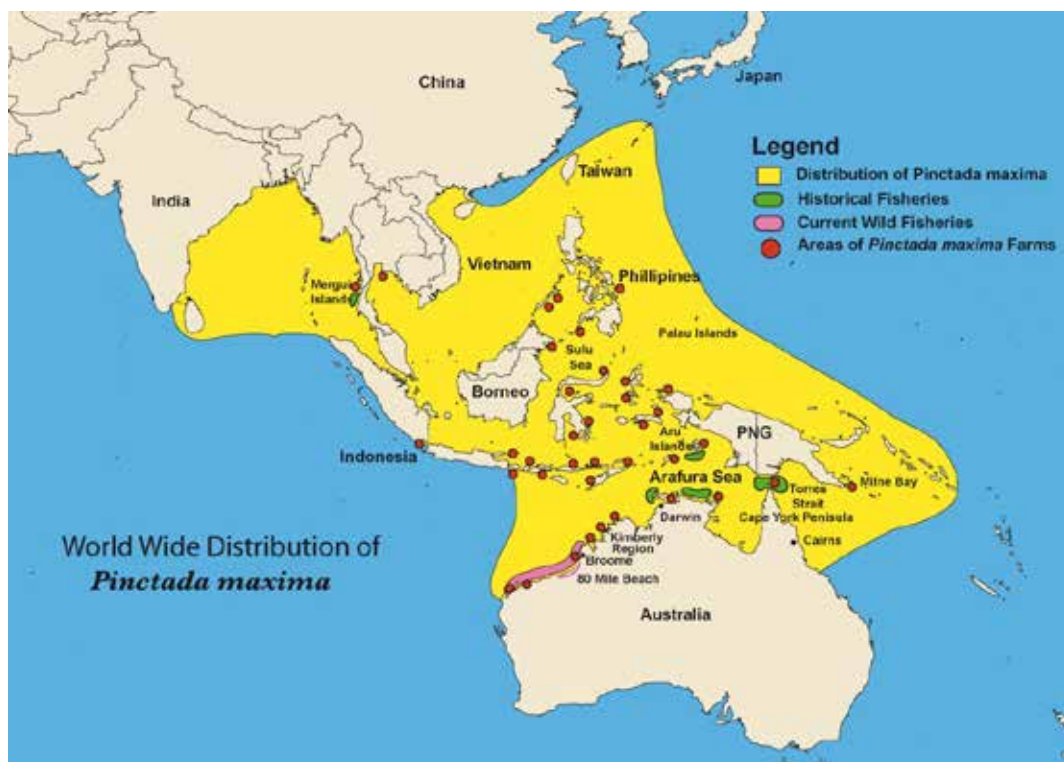 China
Japan
Legend
Distribution of Pinctada maxima
Historical Fisheries
Current Wild Fisheries
Areas of Pinctada maxima Farms
Taiwan
India
Vietnam
Phillipines
Mergui
Islands
Palau Islands
Sulu
Sea
Borneo
PNG
Aru
Islands
Indonesia
Arafura Sea
Milne Bay
Torres
Strait
Darwin
Cape York Penisula
Kimberly
Region
Cairns
Broome
80 Mile Beach
Australia
World Wide Distribution of
Pinctada maxima